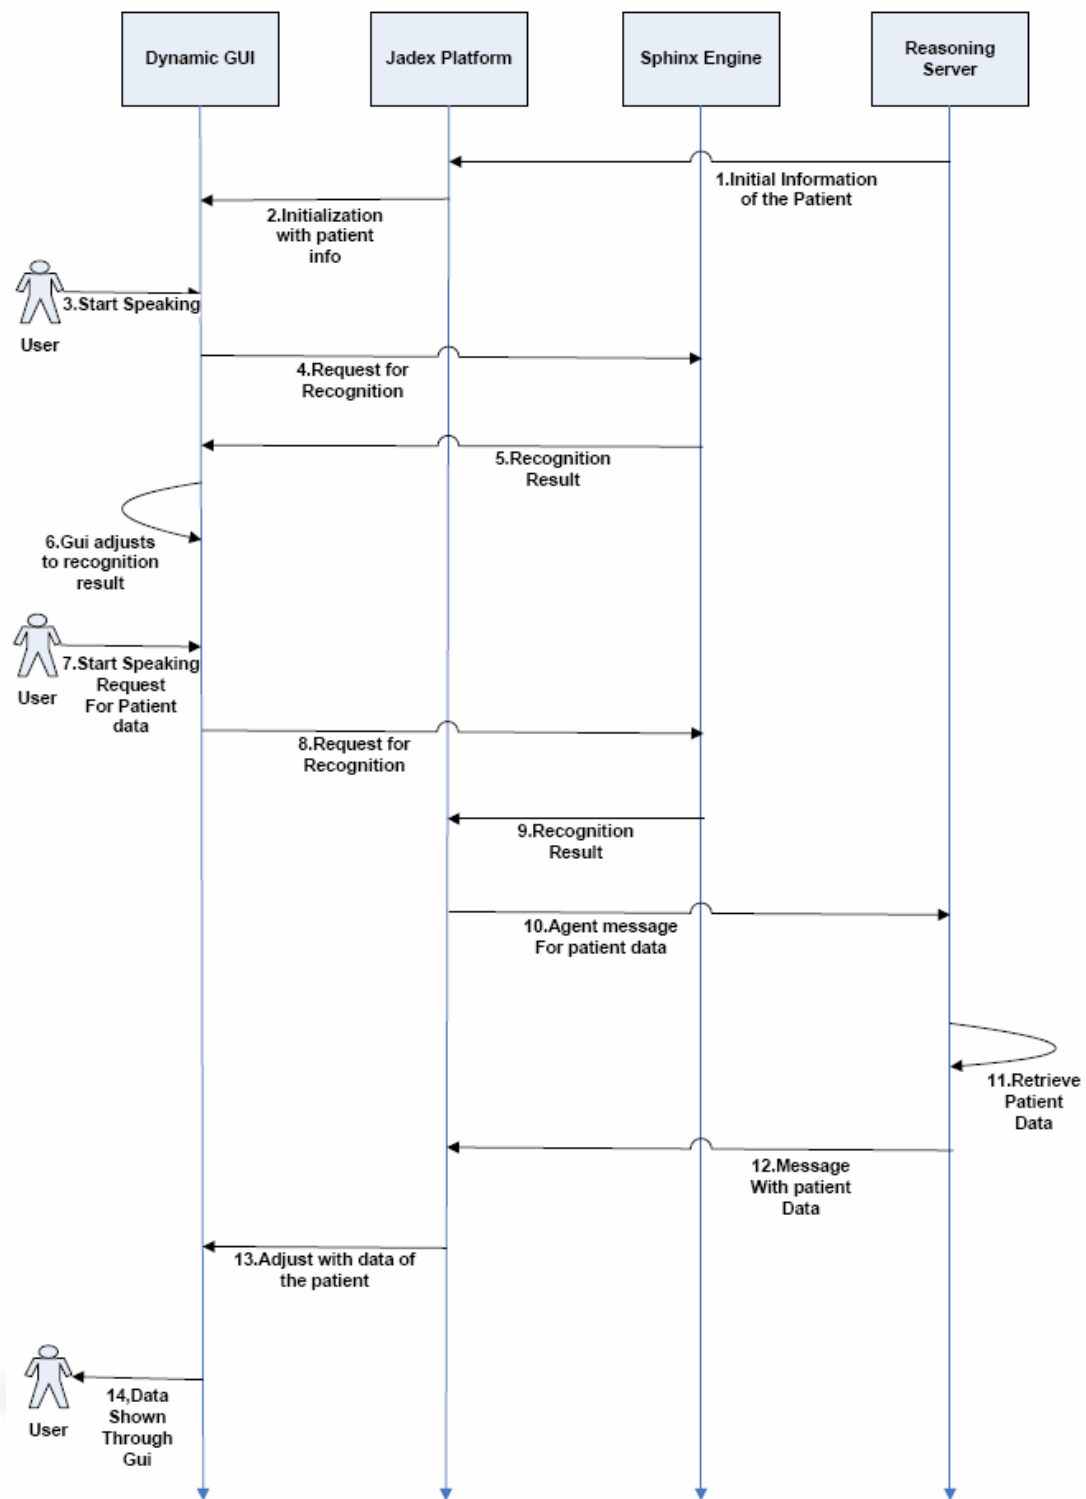 Dynamic GUI
Jadex Platform
Sphinx Engine
Reasoning
Server
1.Initial Information
of the Patient
2.Initialization
with patient
info
3.Start Speaking
User
4.Request for
Recognition
5.Recognition
Result
6.Gui adjusts
to recognition
result
7.Start Speaking
Request
For Patient
data
User
8.Request for
Recognition
9.Recognition
Result
10.Agent message
For patient data
11.Retrieve
Patient
Data
12.Message
With patient
Data
13.Adjust with data of
the patient
14,Data
Shown
Through
Gui
User